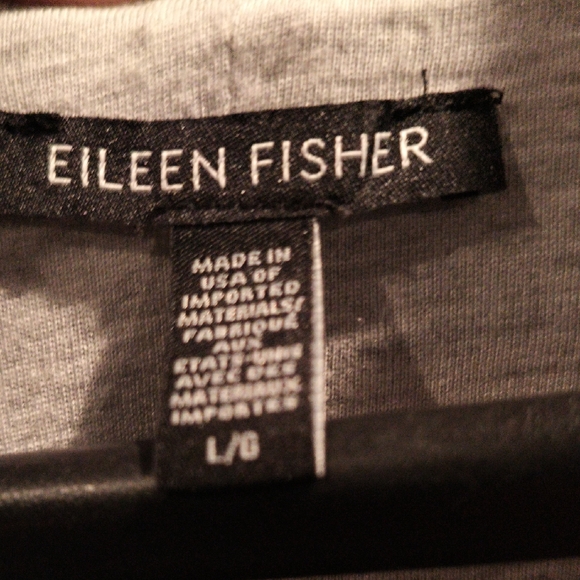 EILEEN FISHER
MADE IN
USA OF
IMPORTED
MATERIALS/
FABRIQUÉ
AUX
ÉTATS-UNIS
AVEC DES
MATÉRIAUX
IMPORTÉS
L/G